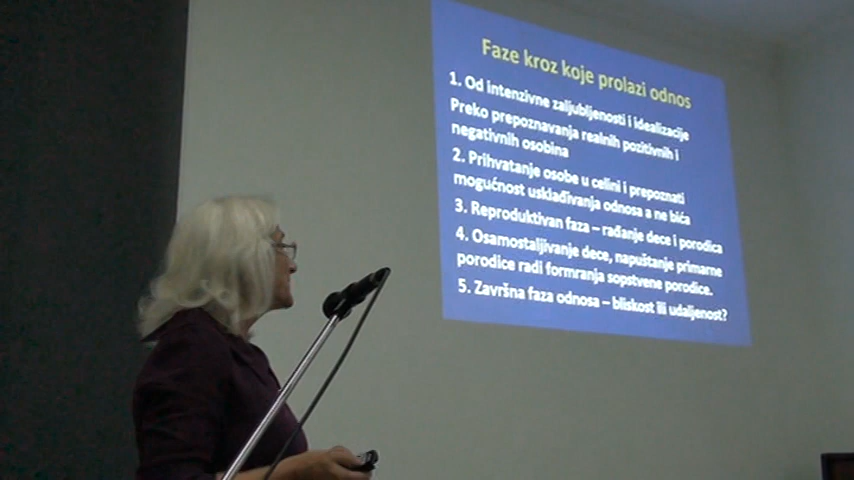 Faze kroz koje prolazi odnos
1. Od intenzivne zaljubljenosti i idealizacije
Preko prepoznavanja realnih pozitivnih i
negativnih osobina
2. Prihvatanje osobe u celini i prepoznati
mogućnost usklađivanja odnosa a ne bića
3. Reproduktivan faza – rađanje dece i porodica
4. Osamostaljivanje dece, napuštanje primarne
porodice radi formranja sopstvene porodice.
5. Završna faza odnosa – bliskost ili udaljenost?